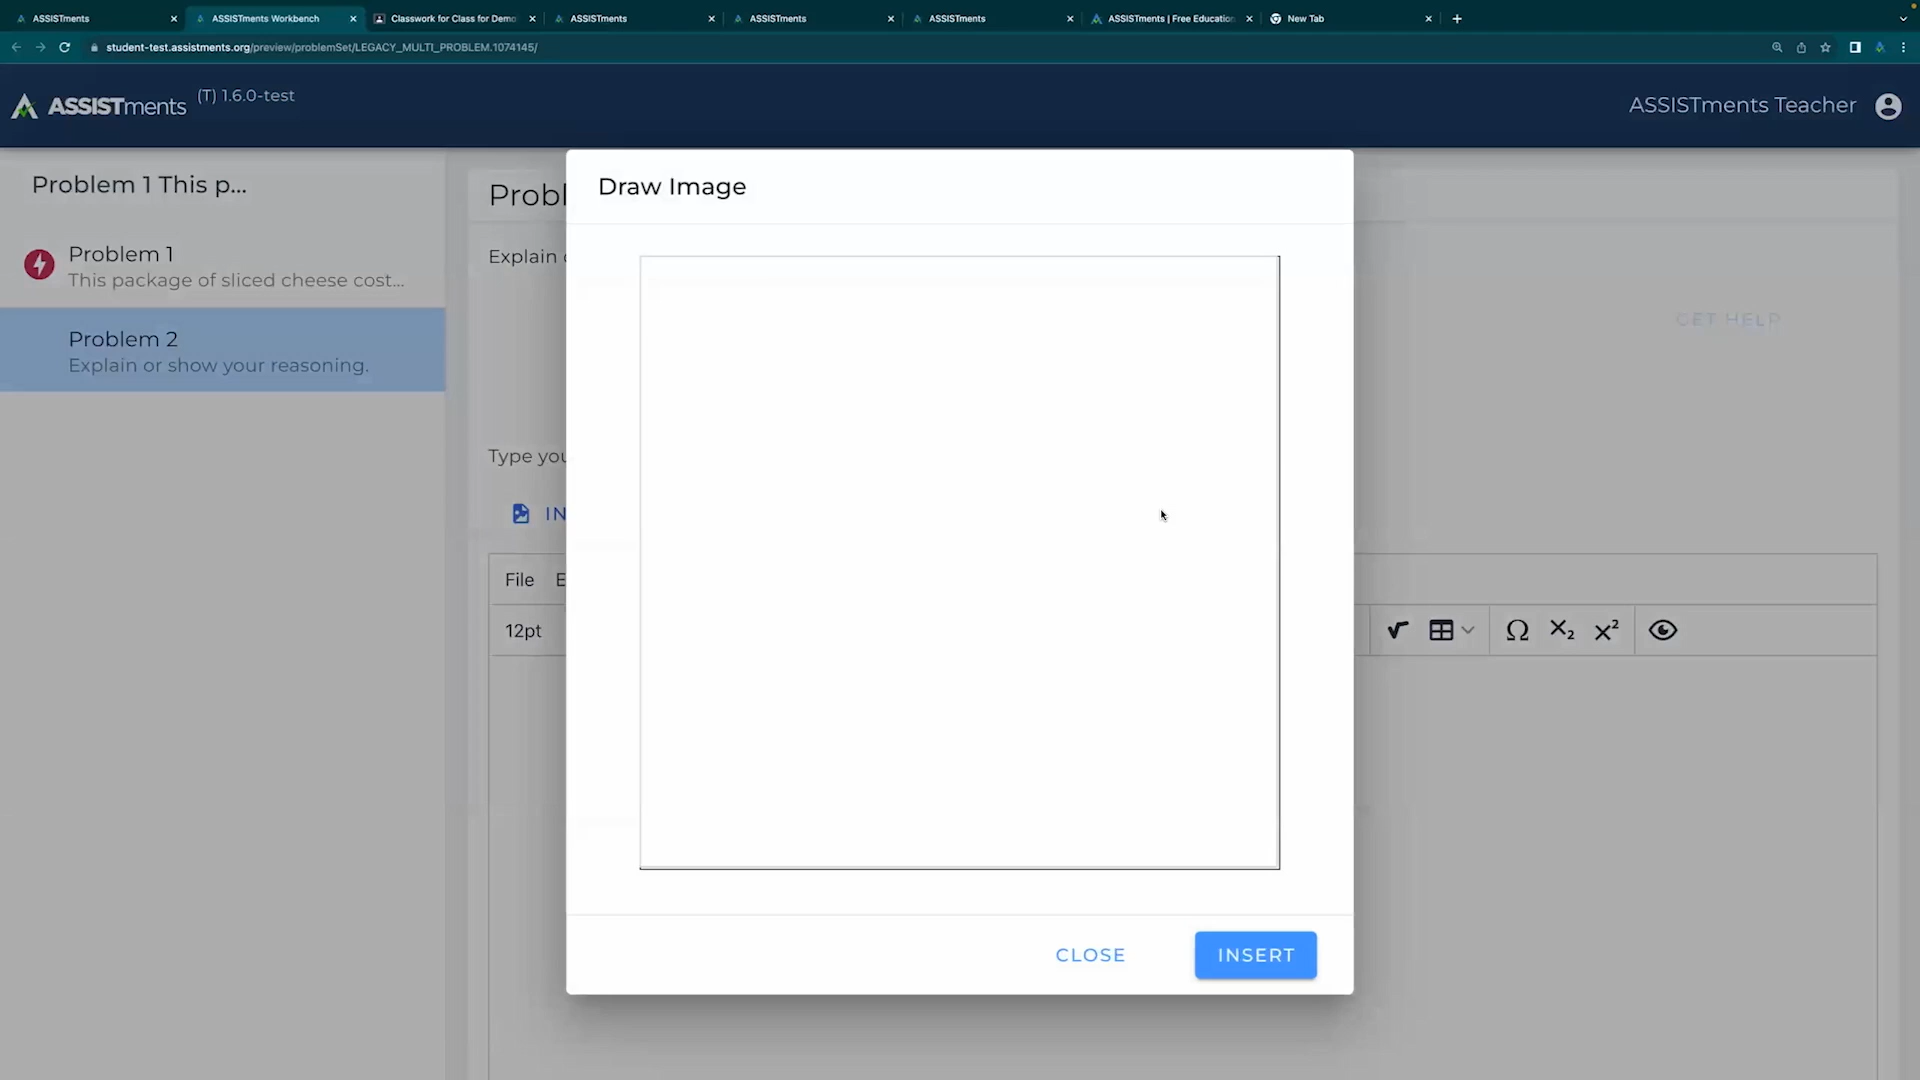 ASSISTments
ASSISTments Workbench
Classwork for Class for Demo
ASSISTments
ASSISTments
ASSISTments
ASSISTments | Free Education
New Tab
student-test.assistments.org/preview/problemSet/LEGACY_MULTI_PROBLEM.1074145/
ASSISTments (T) 1.6.0-test
ASSISTments Teacher
Problem 1 This p...
Problem 1
This package of sliced cheese cost...
Problem 2
Explain or show your reasoning.
Probl
Explain
GET HELP
Type you
IN
File E
12pt
Draw Image
CLOSE
INSERT